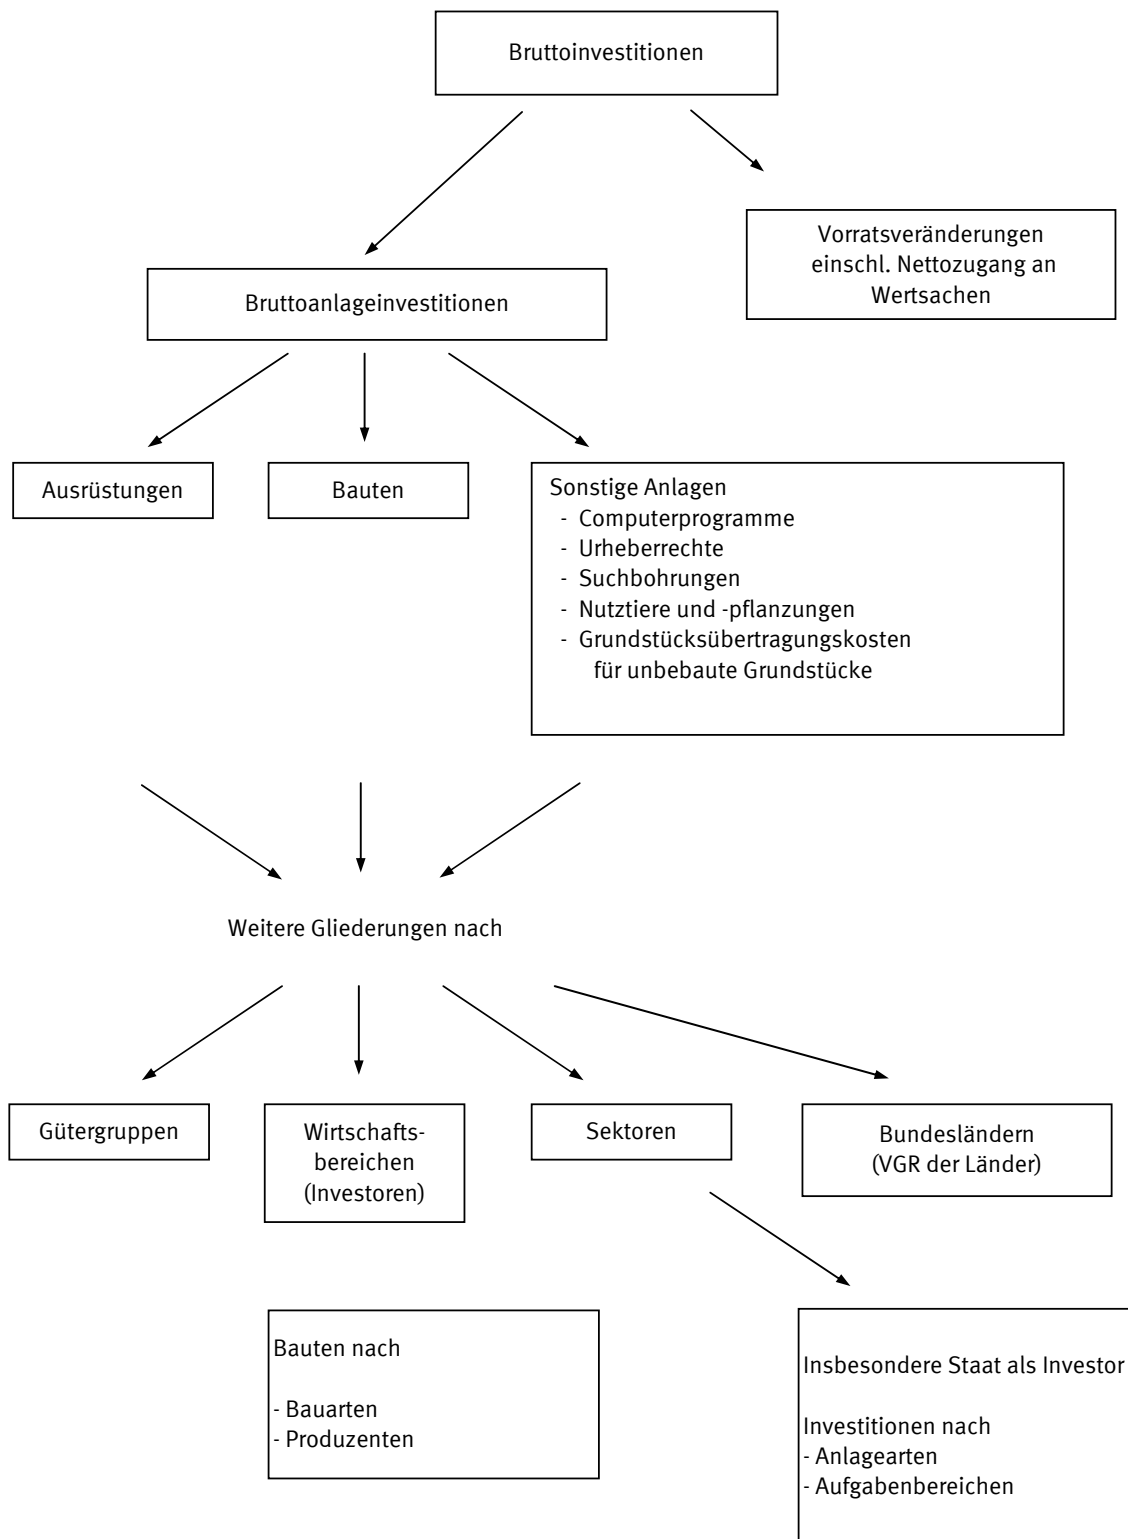 Bruttoinvestitionen
Vorratsveränderungen
einschl. Nettozugang an
Wertsachen
Bruttoanlageinvestitionen
Ausrüstungen
Bauten
Sonstige Anlagen
- Computerprogramme
- Urheberrechte
- Suchbohrungen
- Nutztiere und -pflanzungen
- Grundstücksübertragungskosten
für unbebaute Grundstücke
Weitere Gliederungen nach
Gütergruppen
Wirtschafts-
bereichen
(Investoren)
Sektoren
Bundesländern
(VGR der Länder)
Bauten nach
- Bauarten
- Produzenten
Insbesondere Staat als Investor
Investitionen nach
- Anlagearten
- Aufgabenbereichen